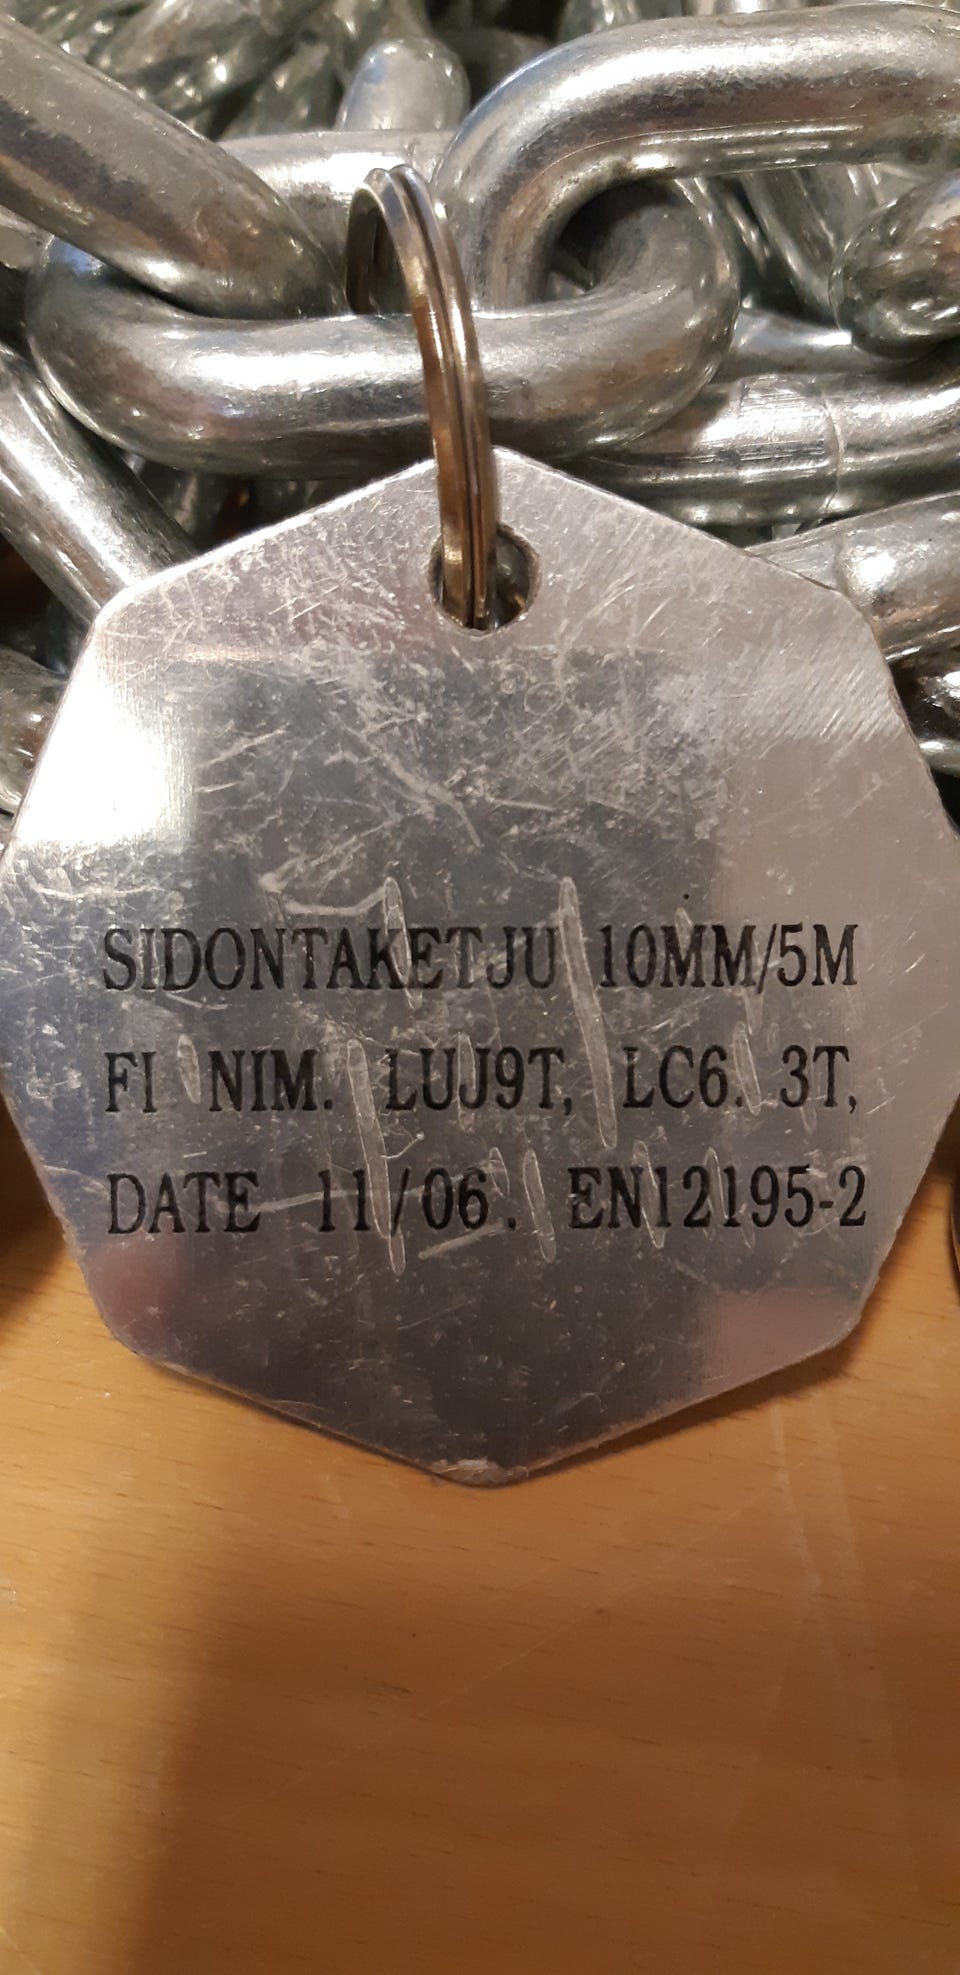 SIDONTAKETJU 10MM/5M
FI NIM. LUJ9T, LC6.3T,
DATE 11/06. EN12195-2